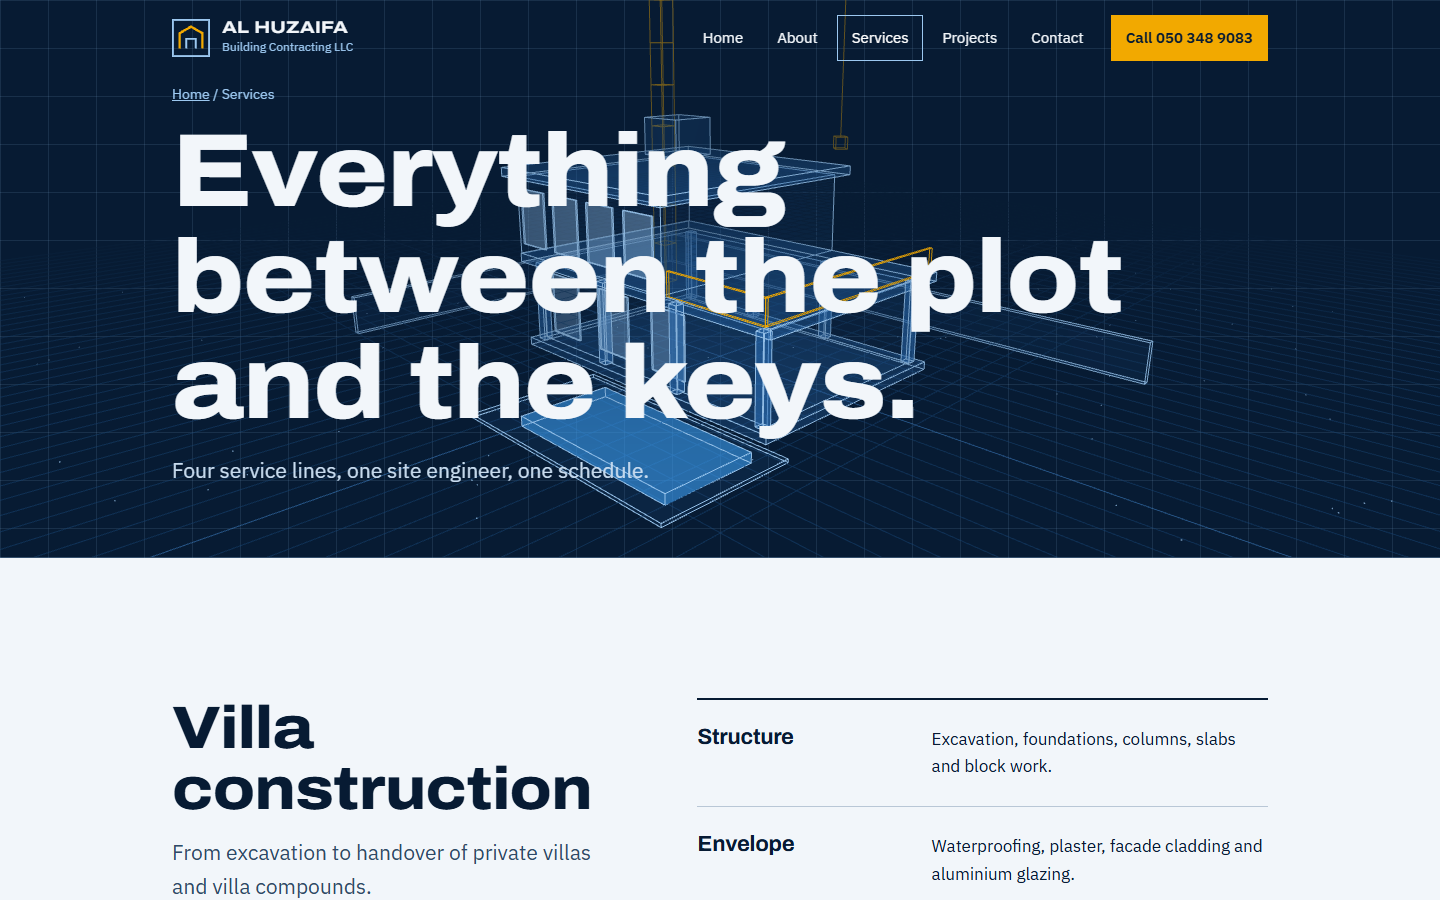 AL HUZAIFA
Building Contracting LLC
Home
About
Services
Projects
Contact
Call 050 348 9083
Home / Services
Everything
between the plot
and the keys.
Four service lines, one site engineer, one schedule.
Villa
construction
From excavation to handover of private villas
and villa compounds.
Structure
Excavation, foundations, columns, slabs
and block work.
Envelope
Waterproofing, plaster, facade cladding and
aluminium glazing.